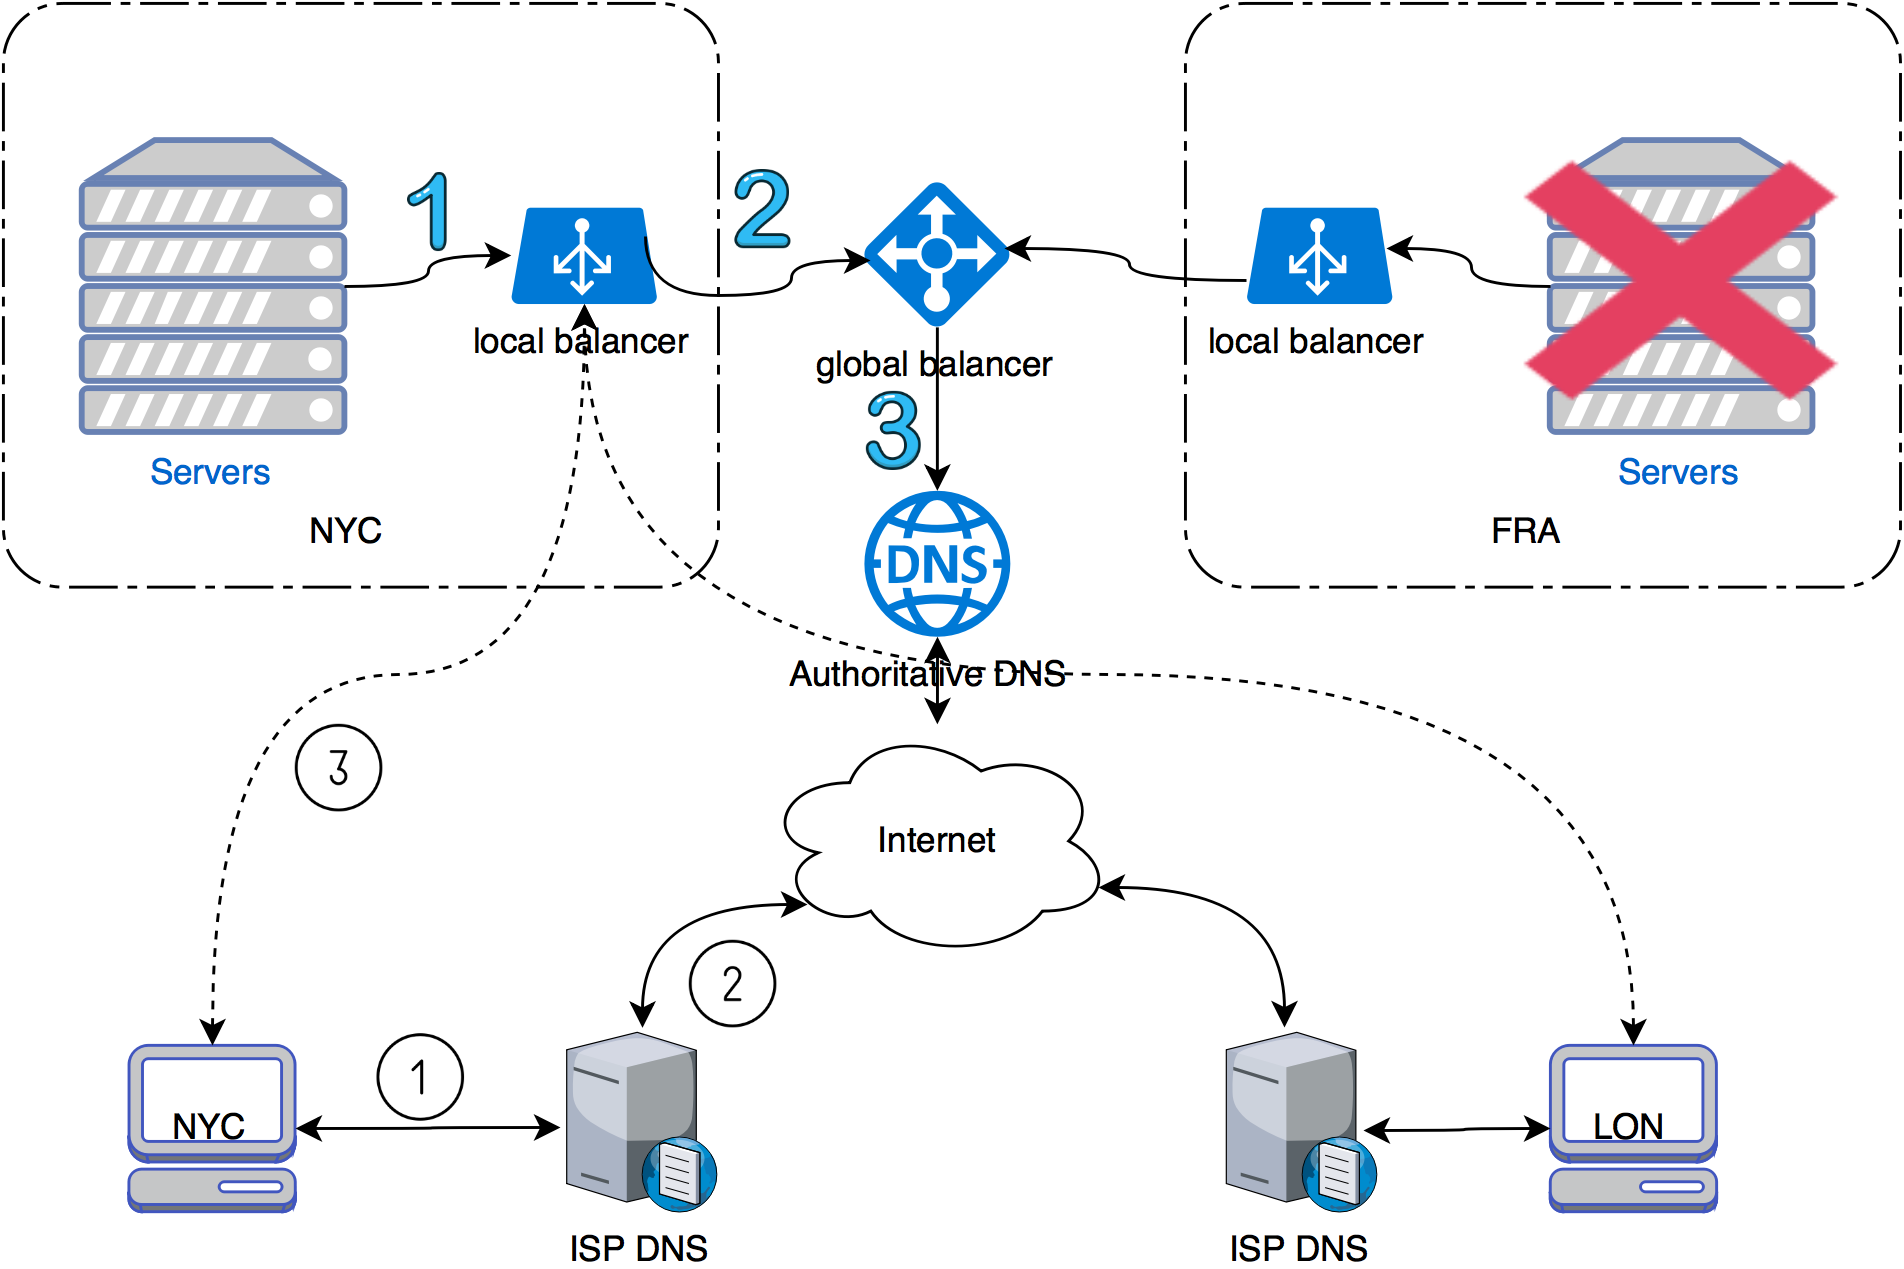 1
2
local balancer
local balancer
global balancer
3
Servers
Servers
NYC
FRA
DNS
Authoritative DNS
3
Internet
2
1
NYC
LON
ISP DNS
ISP DNS